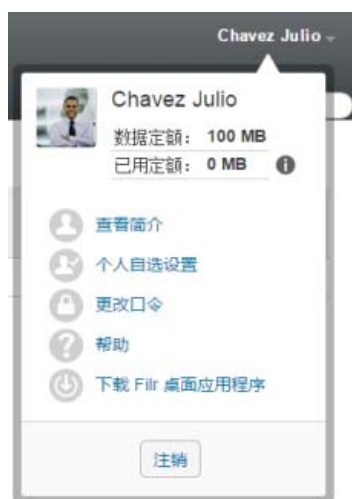 Chavez Julio
Chavez Julio
数据定額： 100 MB
已用定額： 0 MB
查看简介
个人自选设置
更改口令
帮助
下载 Filr 桌面应用程序
注销